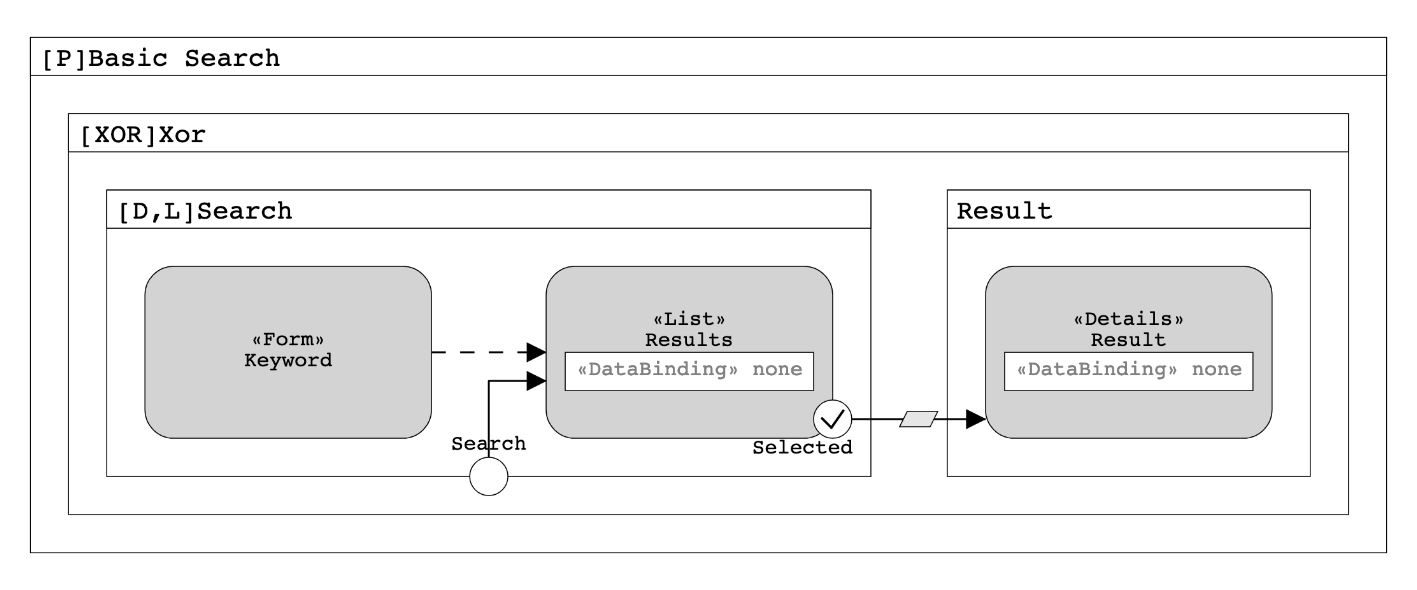 [P]Basic Search
[XOR]Xor
[D,L]Search
Result
«Form»
Keyword
«List»
Results
«DataBinding» none
«Details»
Result
«DataBinding» none
Search
Selected